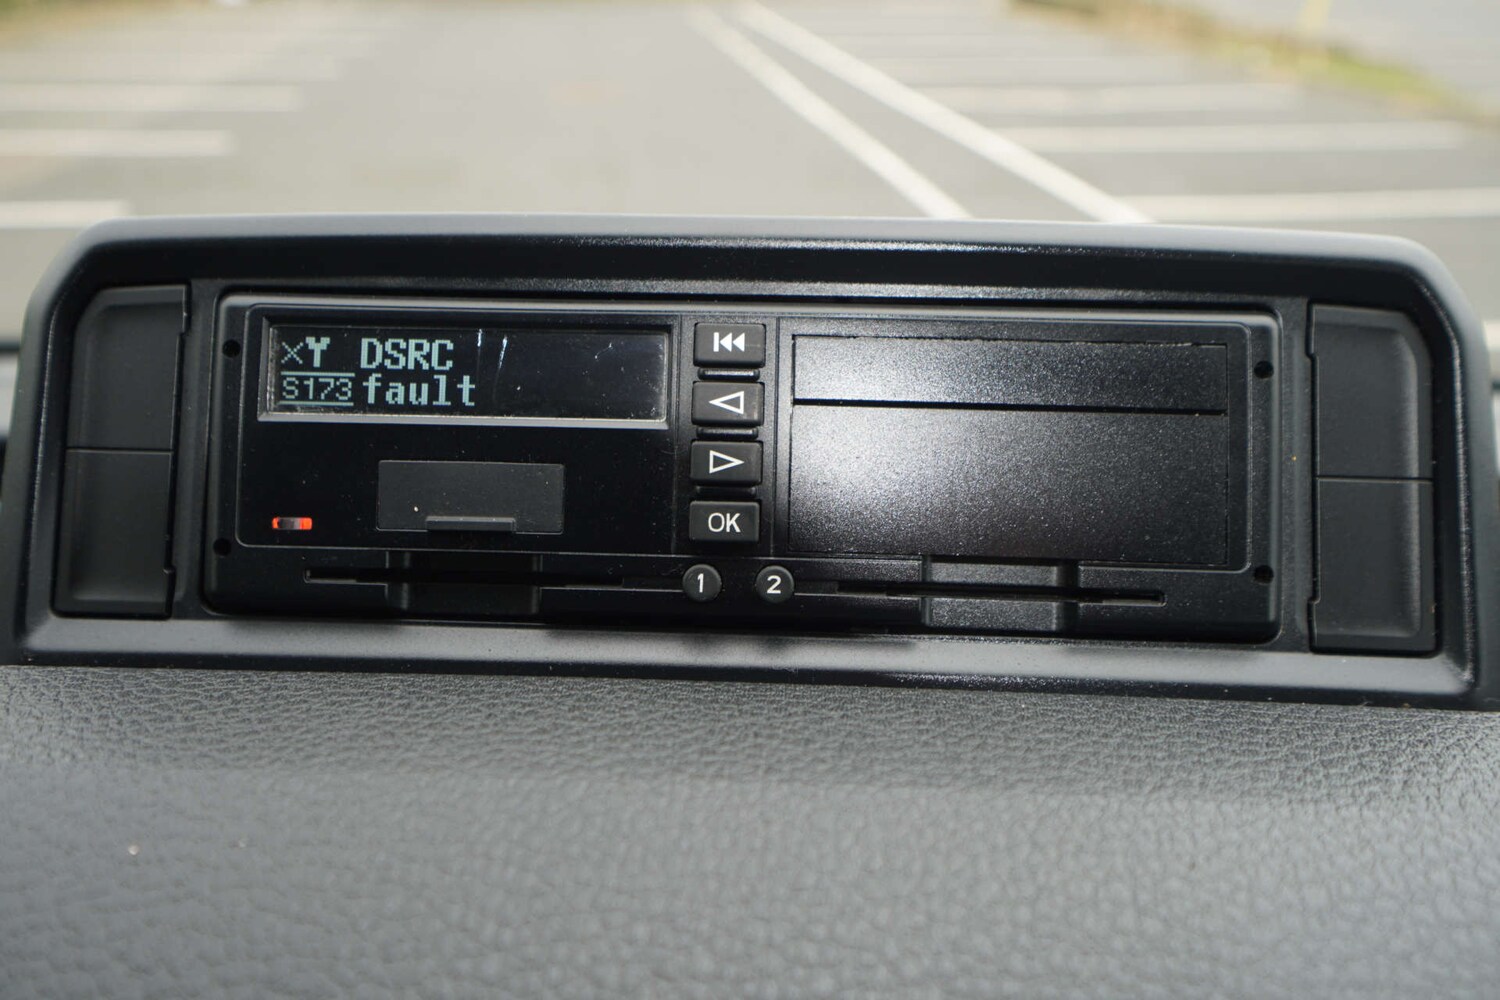 DSRC
S173 fault
OK
1 2